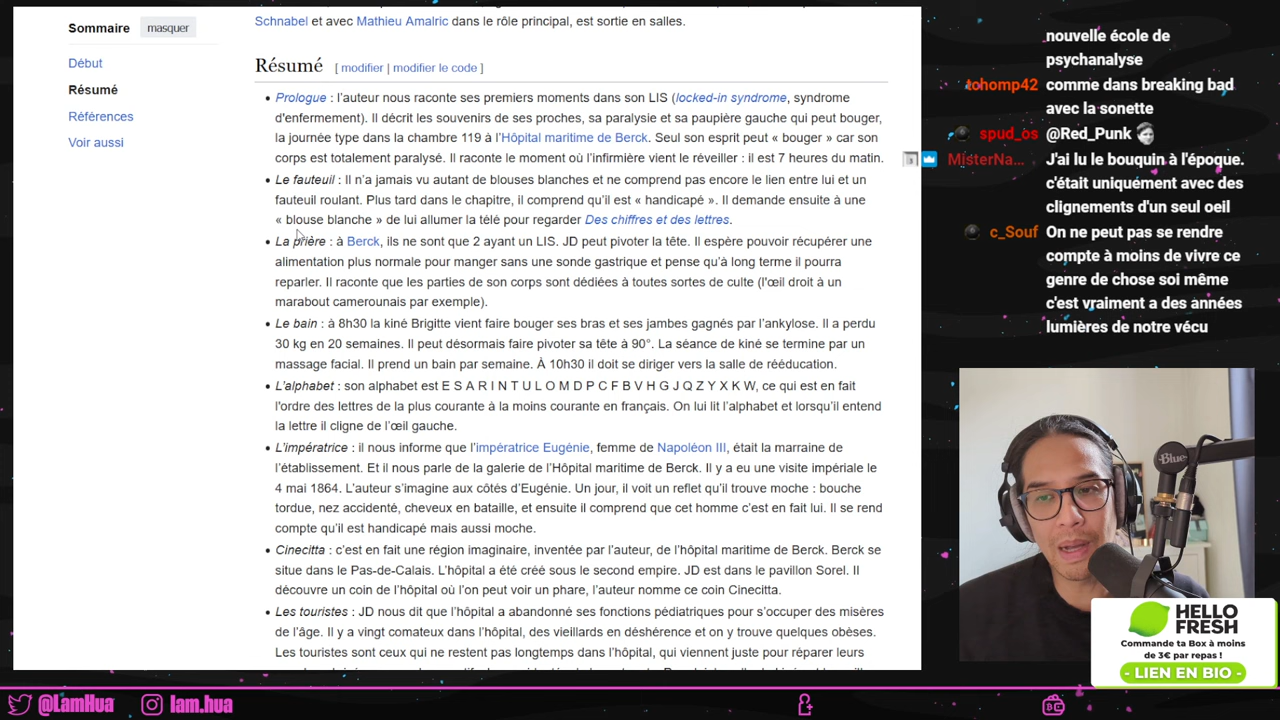 Schnabel et avec Mathieu Amalric dans le rôle principal, est sortie en salles.
Sommaire masquer
Début
Résumé
Références
Voir aussi
Résumé [ modifier | modifier le code ]
• Prologue : l’auteur nous raconte ses premiers moments dans son LIS (locked-in syndrome, syndrome
d'enfermement). Il décrit les souvenirs de ses proches, sa paralysie et sa paupière gauche qui peut bouger,
la journée type dans la chambre 119 à l’Hôpital maritime de Berck. Seul son esprit peut « bouger » car son
corps est totalement paralysé. Il raconte le moment où l’infirmière vient le réveiller : il est 7 heures du matin.
• Le fauteuil : Il n’a jamais vu autant de blouses blanches et ne comprend pas encore le lien entre lui et un
fauteuil roulant. Plus tard dans le chapitre, il comprend qu’il est « handicapé ». Il demande ensuite à une
« blouse blanche » de lui allumer la télé pour regarder Des chiffres et des lettres.
• La prière : à Berck, ils ne sont que 2 ayant un LIS. JD peut pivoter la tête. Il espère pouvoir récupérer une
alimentation plus normale pour manger sans une sonde gastrique et pense qu’à long terme il pourra
reparler. Il raconte que les parties de son corps sont dédiées à toutes sortes de culte (l'œil droit à un
marabout camerounais par exemple).
• Le bain : à 8h30 la kiné Brigitte vient faire bouger ses bras et ses jambes gagnés par l’ankylose. Il a perdu
30 kg en 20 semaines. Il peut désormais faire pivoter sa tête à 90°. La séance de kiné se termine par un
massage facial. Il prend un bain par semaine. À 10h30 il doit se diriger vers la salle de rééducation.
• L’alphabet : son alphabet est E S A R I N T U L O M D P C F B V H G J Q Z Y X K W, ce qui est en fait
l'ordre des lettres de la plus courante à la moins courante en français. On lui lit l’alphabet et lorsqu’il entend
la lettre il cligne de l’œil gauche.
• L’impératrice : il nous informe que l’impératrice Eugénie, femme de Napoléon III, était la marraine de
l’établissement. Et il nous parle de la galerie de l’Hôpital maritime de Berck. Il y a eu une visite impériale le
4 mai 1864. L’auteur s’imagine aux côtés d’Eugénie. Un jour, il voit un reflet qu’il trouve moche : bouche
tordue, nez accidenté, cheveux en bataille, et ensuite il comprend que cet homme c’est en fait lui. Il se rend
compte qu’il est handicapé mais aussi moche.
• Cinecitta : c’est en fait une région imaginaire, inventée par l’auteur, de l’hôpital maritime de Berck. Berck se
situe dans le Pas-de-Calais. L’hôpital a été créé sous le second empire. JD est dans le pavillon Sorel. Il
découvre un coin de l’hôpital où l’on peut voir un phare, l’auteur nomme ce coin Cinecitta.
• Les touristes : JD nous dit que l’hôpital a abandonné ses fonctions pédiatriques pour s’occuper des misères
de l’âge. Il y a vingt comateux dans l’hôpital, des vieillards en déshérence et on y trouve quelques obèses.
Les touristes sont ceux qui ne restent pas longtemps dans l’hôpital, qui viennent juste pour réparer leurs
nouvelle école de
psychanalyse
tohomp42 comme dans breaking bad
avec la sonette
spud_os @Red_Punk
MisterNa... J'ai lu le bouquin à l'époque.
c'était uniquement avec des
clignements d'un seul oeil
c_Souf On ne peut pas se rendre
compte à moins de vivre ce
genre de chose soi même
c'est vraiment a des années
lumières de notre vécu
Blue
HELLO
FRESH
Commande ta Box à moins
de 3€ par repas !
- LIEN EN BIO -
@LamHua lam.hua